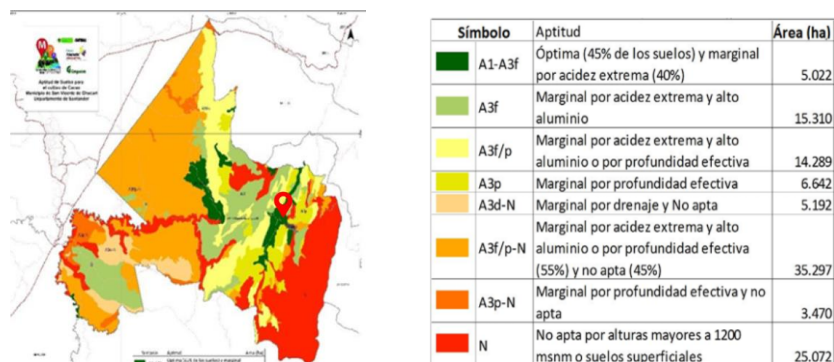 Aptitud de Suelos para
el cultivo de Cacao
Municipio de San Vicente de Chucurí
Departamento de Santander
Símbolo Aptitud Área (ha)
Símbolo Aptitud Área (ha)
A1-A3f Óptima (45% de los suelos) y marginal
por acidez extrema (40%) 5.022
A3f Marginal por acidez extrema y alto
aluminio 15.310
A3f/p Marginal por acidez extrema y alto
aluminio o por profundidad efectiva 14.289
A3p Marginal por profundidad efectiva 6.642
A3d-N Marginal por drenaje y No apta 5.192
A3f/p-N Marginal por acidez extrema y alto
aluminio o por profundidad efectiva
(55%) y no apta (45%) 35.297
A3p-N Marginal por profundidad efectiva y no
apta 3.470
N No apta por alturas mayores a 1200
msnm o suelos superficiales 25.072